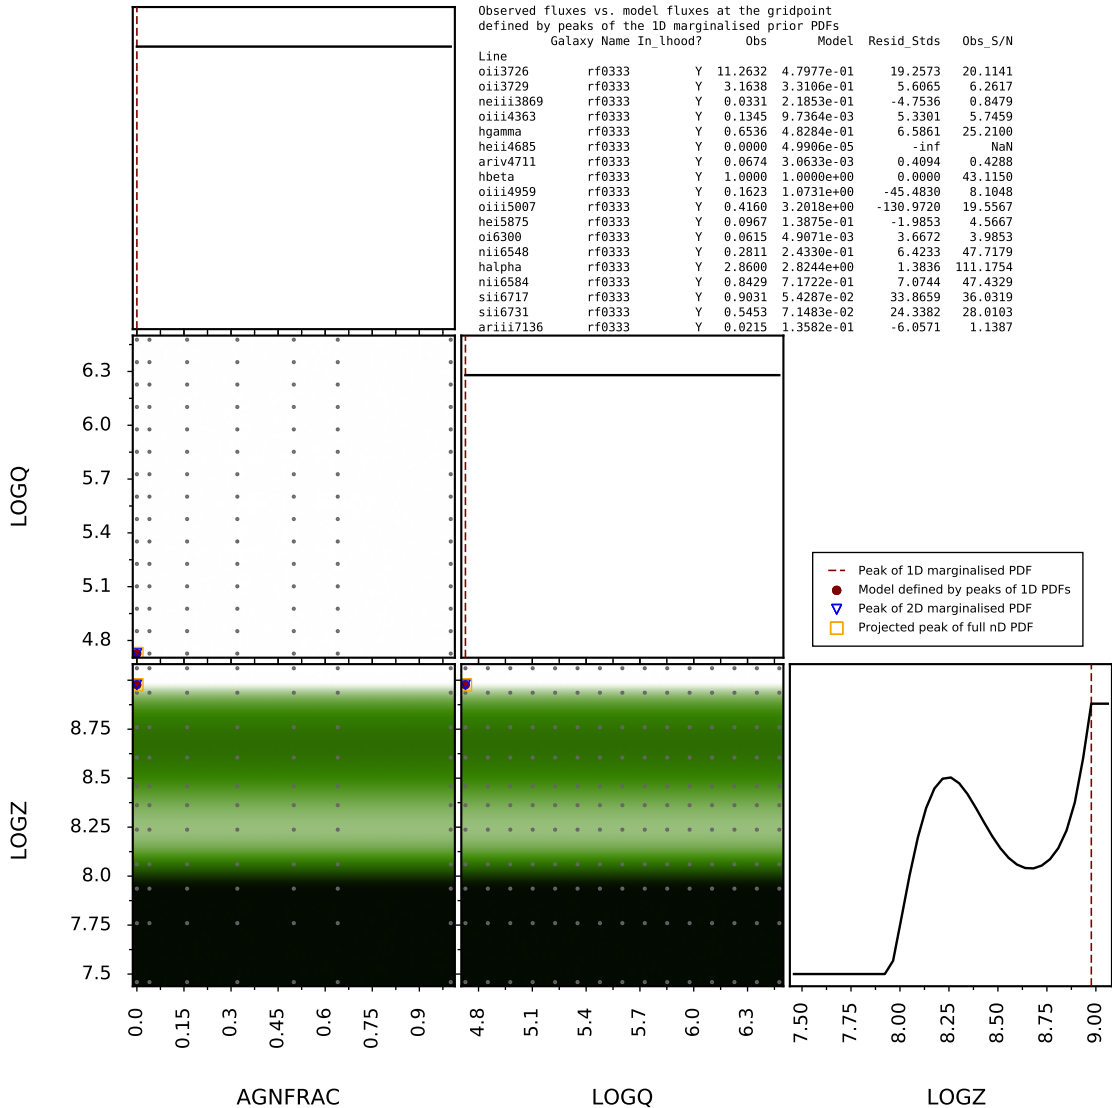 Observed fluxes vs. model fluxes at the gridpoint
defined by peaks of the 1D marginalised prior PDFs
Galaxy Name In_lhood? Obs Model Resid_Stds Obs_S/N
Line
oii3726 rf0333 Y 11.2632 4.7977e-01 19.2573 20.1141
oii3729 rf0333 Y 3.1638 3.3106e-01 5.6065 6.2617
neiii3869 rf0333 Y 0.0331 2.1853e-01 -4.7536 0.8479
oiii4363 rf0333 Y 0.1345 9.7364e-03 5.3301 5.7459
hgamma rf0333 Y 0.6536 4.8284e-01 6.5861 25.2100
heii4685 rf0333 Y 0.0000 4.9906e-05 -inf NaN
ariv4711 rf0333 Y 0.0674 3.0633e-03 0.4094 0.4288
hbeta rf0333 Y 1.0000 1.0000e+00 0.0000 43.1150
oiii4959 rf0333 Y 0.1623 1.0731e+00 -45.4830 8.1048
oiii5007 rf0333 Y 0.4160 3.2018e+00 -130.9720 19.5567
hei5875 rf0333 Y 0.0967 1.3875e-01 -1.9853 4.5667
oi6300 rf0333 Y 0.0615 4.9071e-03 3.6672 3.9853
nii6548 rf0333 Y 0.2811 2.4330e-01 6.4233 47.7179
halpha rf0333 Y 2.8600 2.8244e+00 1.3836 111.1754
nii6584 rf0333 Y 0.8429 7.1722e-01 7.0744 47.4329
sii6717 rf0333 Y 0.9031 5.4287e-02 33.8659 36.0319
sii6731 rf0333 Y 0.5453 7.1483e-02 24.3382 28.0103
ariii7136 rf0333 Y 0.0215 1.3582e-01 -6.0571 1.1387
LOGQ
6.3
6.0
5.7
5.4
5.1
4.8
Peak of 1D marginalised PDF
Model defined by peaks of 1D PDFs
Peak of 2D marginalised PDF
Projected peak of full nD PDF
LOGZ
8.75
8.5
8.25
8.0
7.75
7.5
0.0 0.15 0.3 0.45 0.6 0.75 0.9
4.8 5.1 5.4 5.7 6.0 6.3
7.50 7.75 8.00 8.25 8.50 8.75 9.00
AGNFRAC LOGQ LOGZ